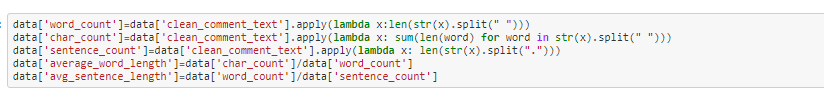 data['word_count']=data['clean_comment_text'].apply(lambda x:len(str(x).split(" ")))
data['char_count']=data['clean_comment_text'].apply(lambda x: sum(len(word) for word in str(x).split(" ")))
data['sentence_count']=data['clean_comment_text'].apply(lambda x: len(str(x).split(".")))
data['average_word_length']=data['char_count']/data['word_count']
data['avg_sentence_length']=data['word_count']/data['sentence_count']